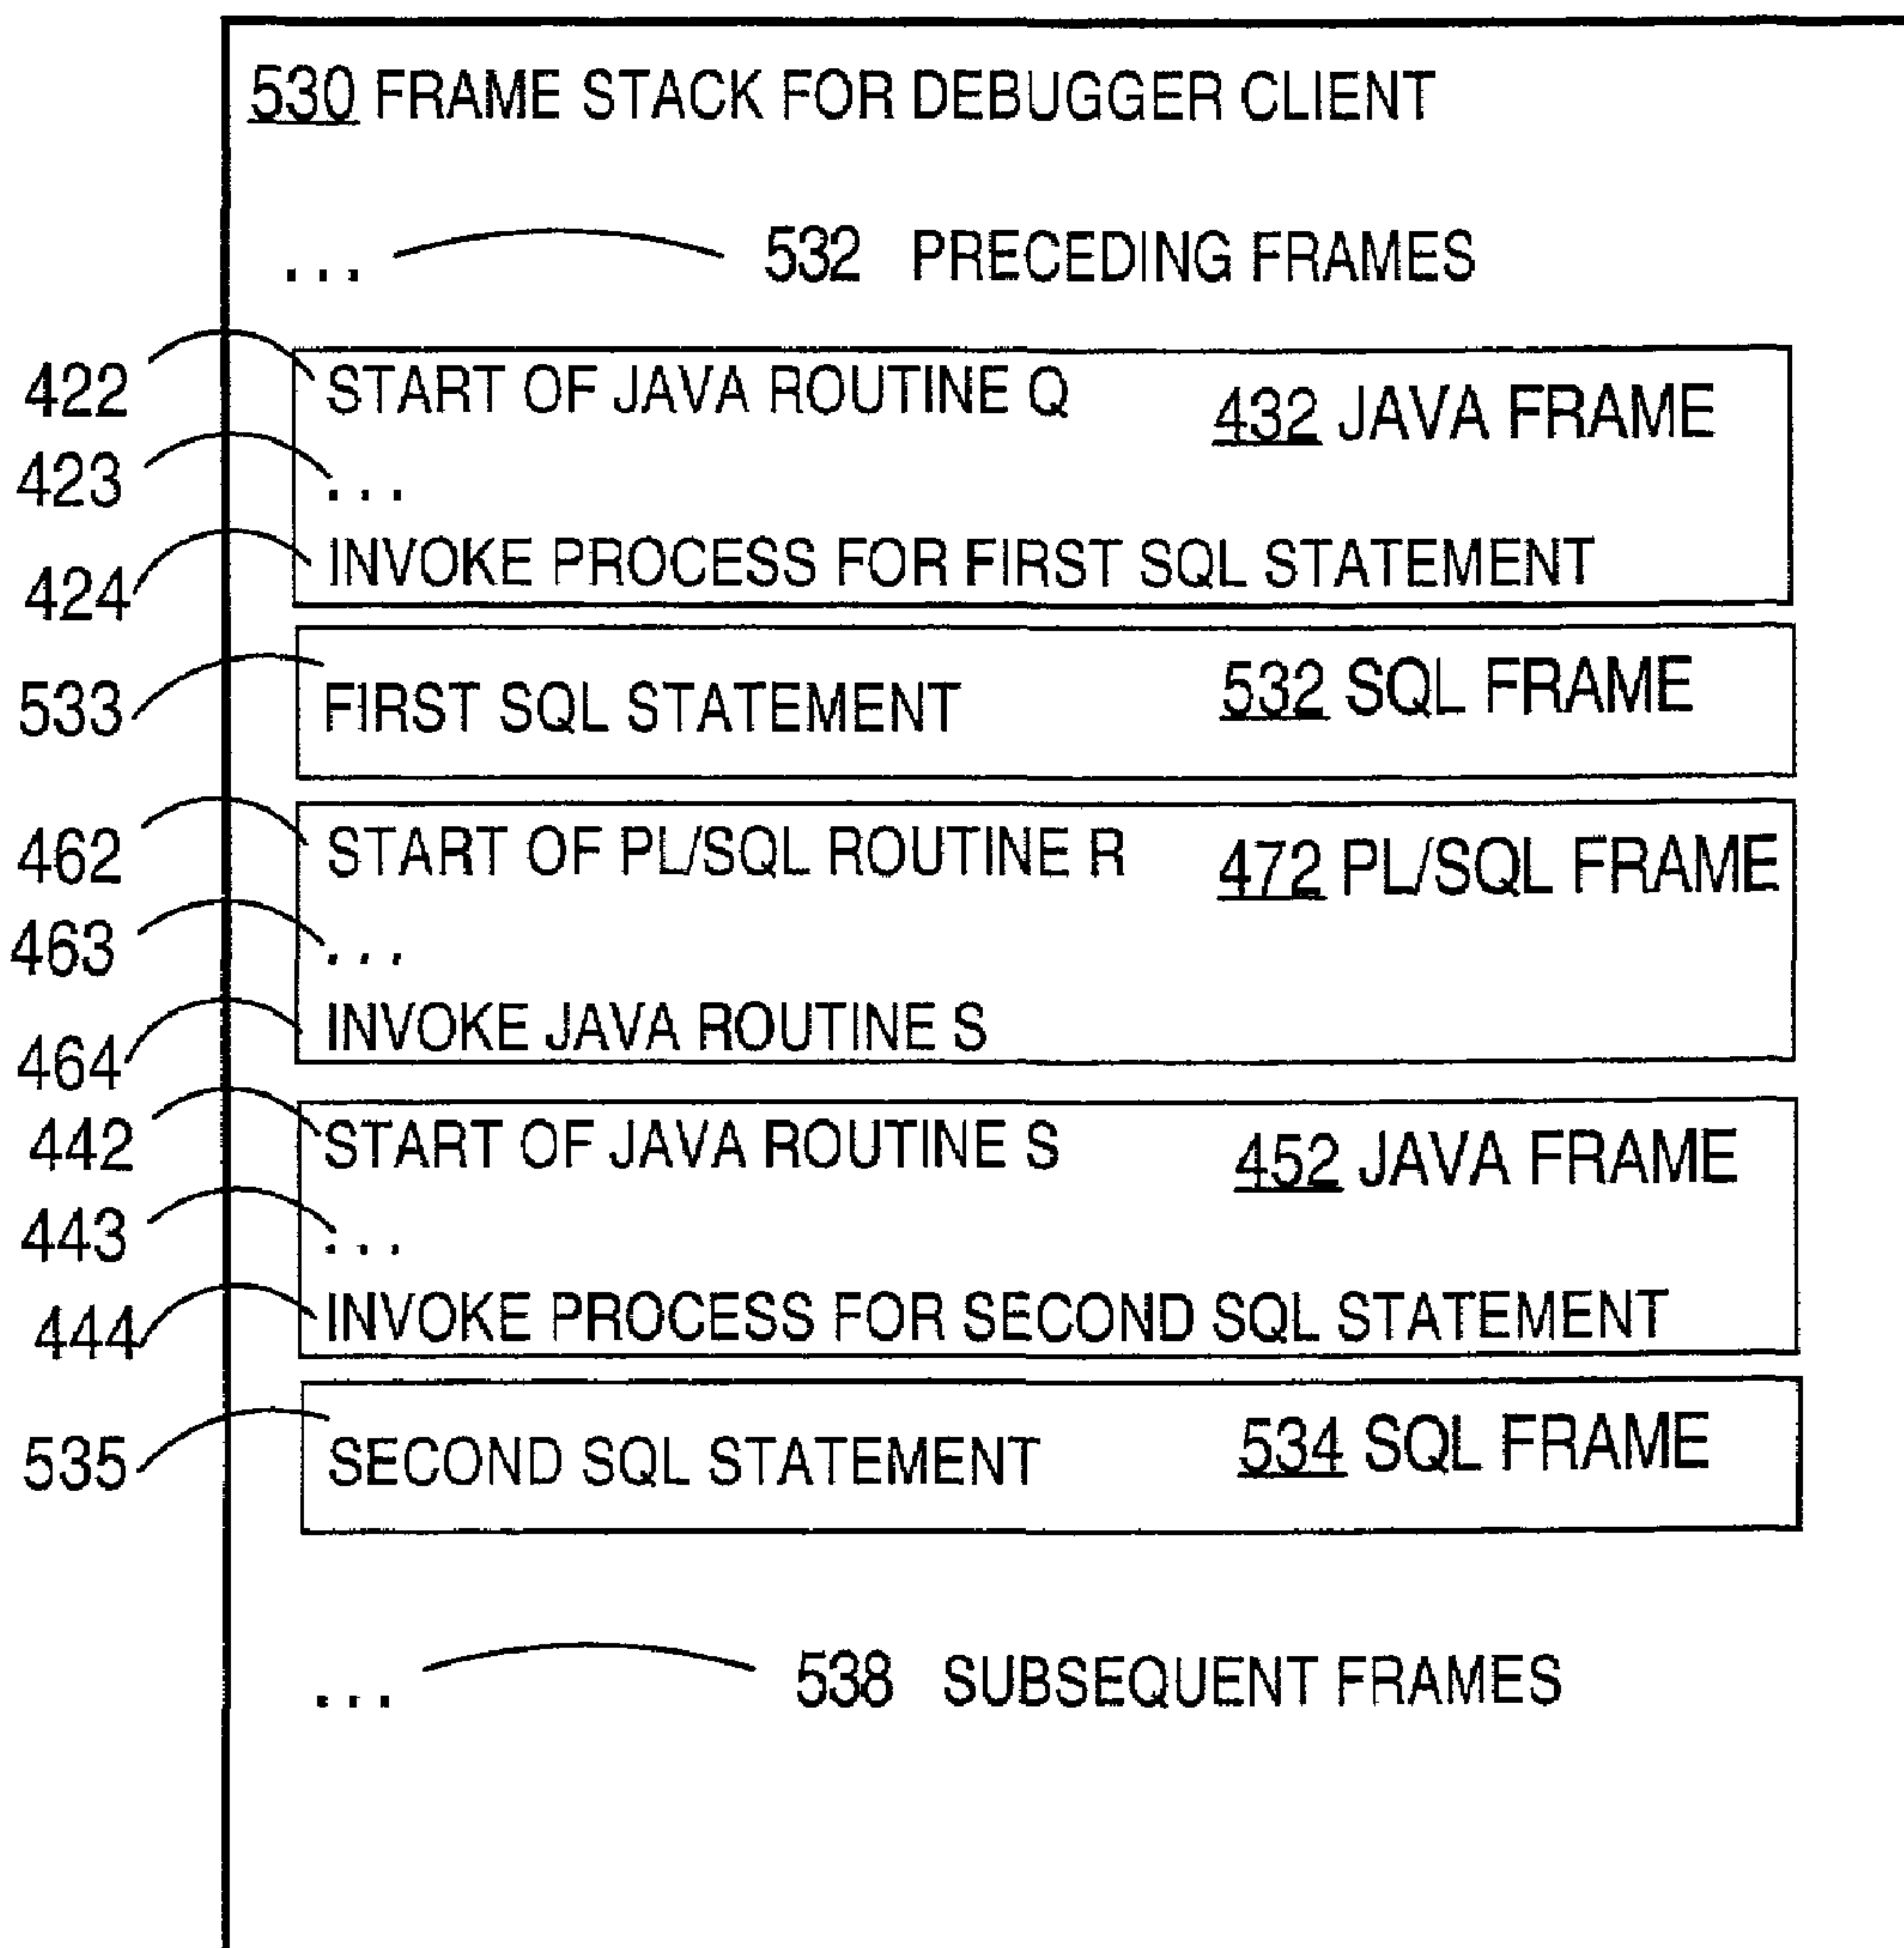 530 FRAME STACK FOR DEBUGGER CLIENT
... 532 PRECEDING FRAMES
422 START OF JAVA ROUTINE Q 432 JAVA FRAME
423 ...
424 INVOKE PROCESS FOR FIRST SQL STATEMENT
533 FIRST SQL STATEMENT 532 SQL FRAME
462 START OF PL/SQL ROUTINE R 472 PL/SQL FRAME
463 ...
464 INVOKE JAVA ROUTINE S
442 START OF JAVA ROUTINE S 452 JAVA FRAME
443 ...
444 INVOKE PROCESS FOR SECOND SQL STATEMENT
535 SECOND SQL STATEMENT 534 SQL FRAME
... 538 SUBSEQUENT FRAMES